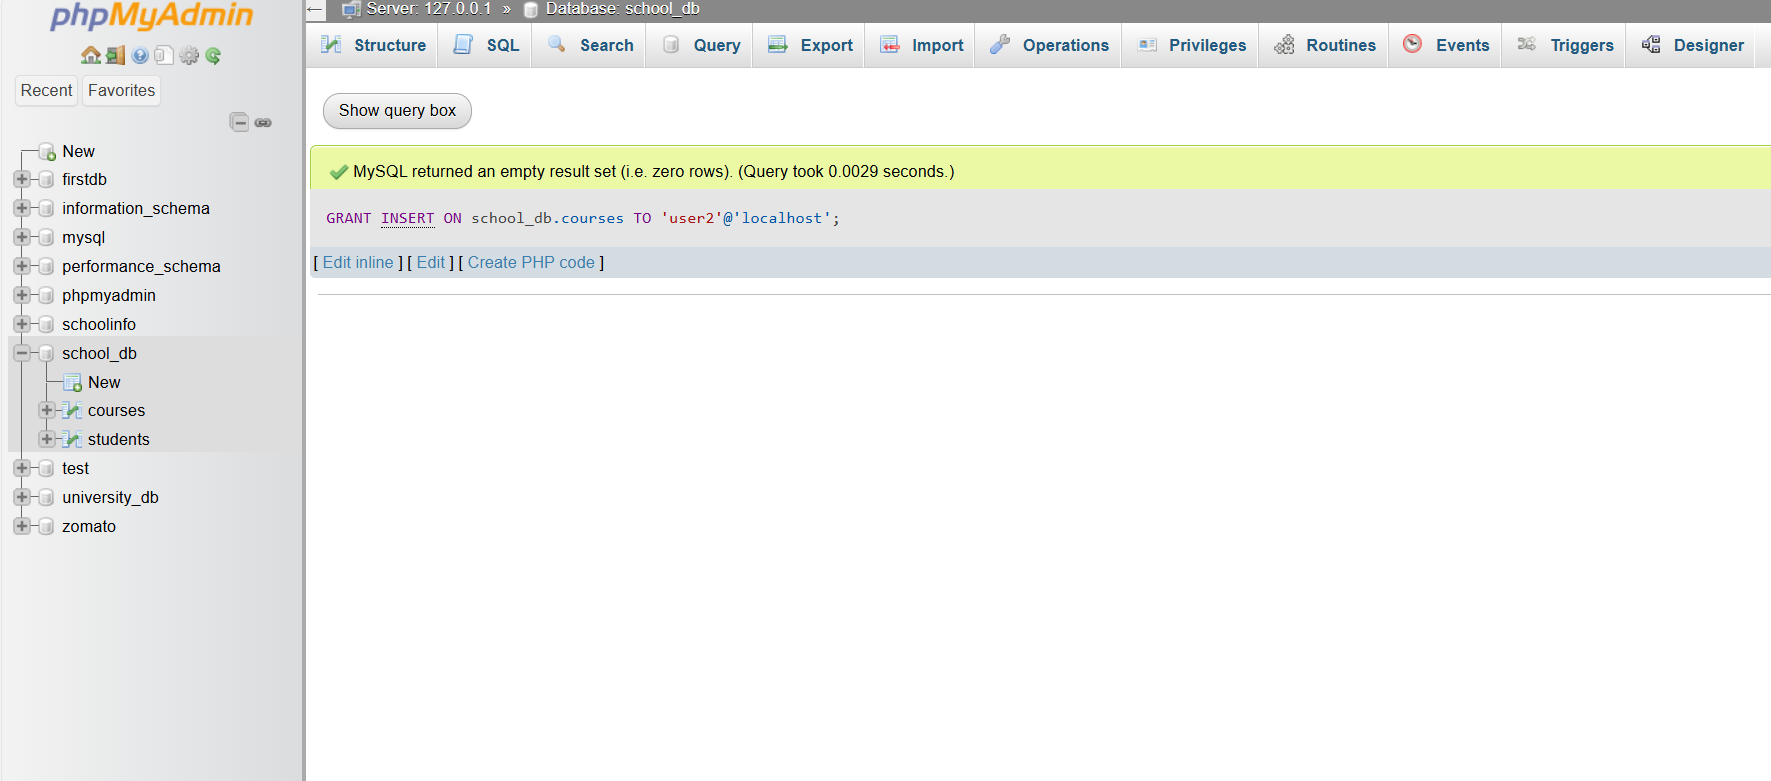 phpMyAdmin
Recent
Favorites
New
firstdb
information_schema
mysql
performance_schema
phpmyadmin
schoolinfo
school_db
New
courses
students
test
university_db
zomato
← Server: 127.0.0.1 » Database: school_db
Structure SQL Search Query Export Import Operations Privileges Routines Events Triggers Designer
Show query box
MySQL returned an empty result set (i.e. zero rows). (Query took 0.0029 seconds.)
GRANT INSERT ON school_db.courses TO 'user2'@'localhost';
[ Edit inline ] [ Edit ] [ Create PHP code ]